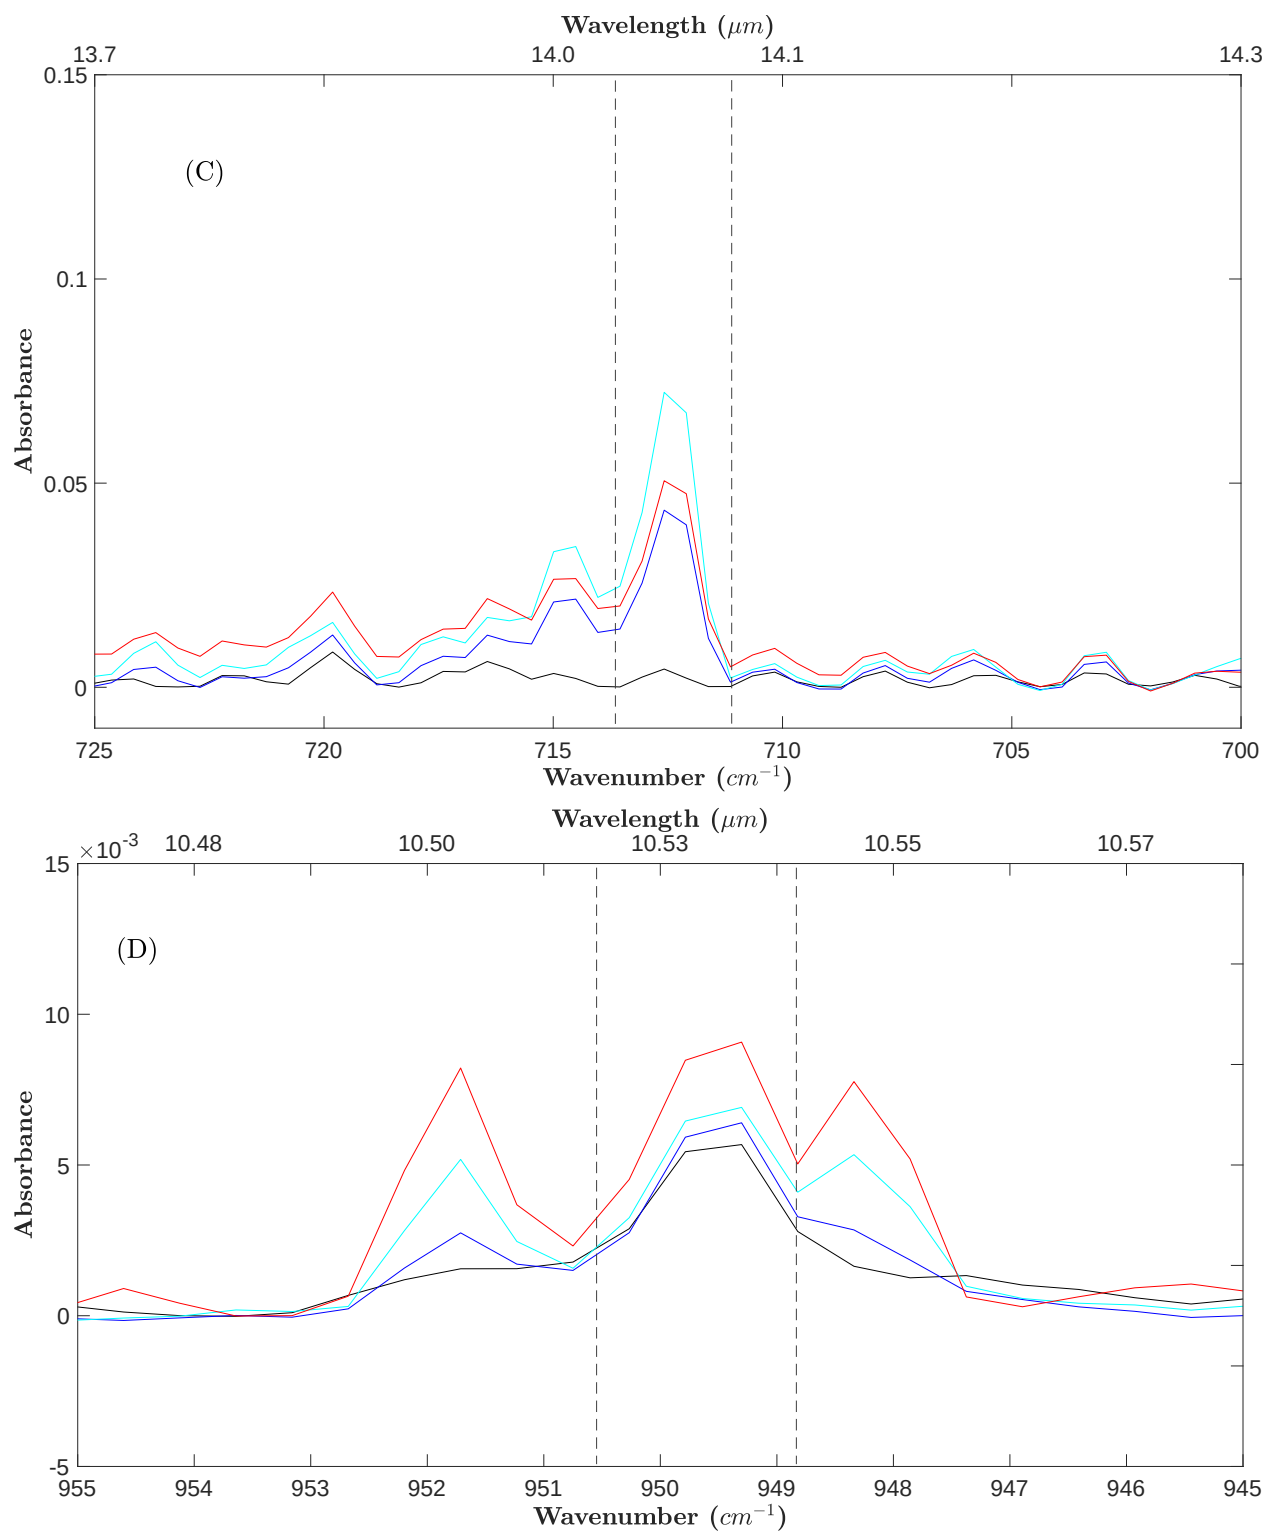 Wavelength (μm)
13.7 14.0 14.1 14.3
0.15
(C)
0.1
Absorbance
0.05
0
725 720 715 710 705 700
Wavenumber (cm⁻¹)
Wavelength (μm)
×10⁻³ 10.48 10.50 10.53 10.55 10.57
15
(D)
10
Absorbance
5
0
-5
955 954 953 952 951 950 949 948 947 946 945
Wavenumber (cm⁻¹)